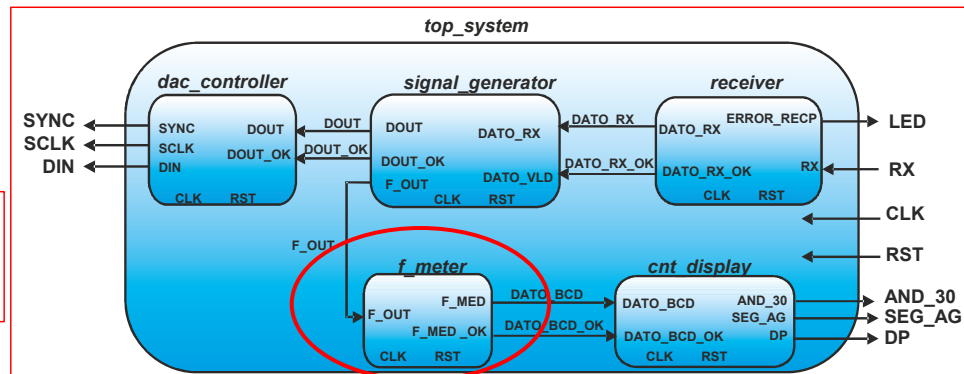 top_system
dac_controller
signal_generator
receiver
SYNC
SCLK
DIN
SYNC
SCLK
DIN
DOUT
DOUT_OK
CLK RST
DOUT
DOUT_OK
DOUT
DOUT_OK
F_OUT
DATO_RX
DATO_VLD
CLK RST
DATO_RX
DATO_RX_OK
DATO_RX
DATO_RX_OK
ERROR_RECP
RX
CLK RST
LED
RX
CLK
RST
F_OUT
f_meter
F_OUT
F_MED
F_MED_OK
CLK RST
DATO_BCD
DATO_BCD_OK
cnt_display
DATO_BCD
DATO_BCD_OK
AND_30
SEG_AG
DP
CLK RST
AND_30
SEG_AG
DP